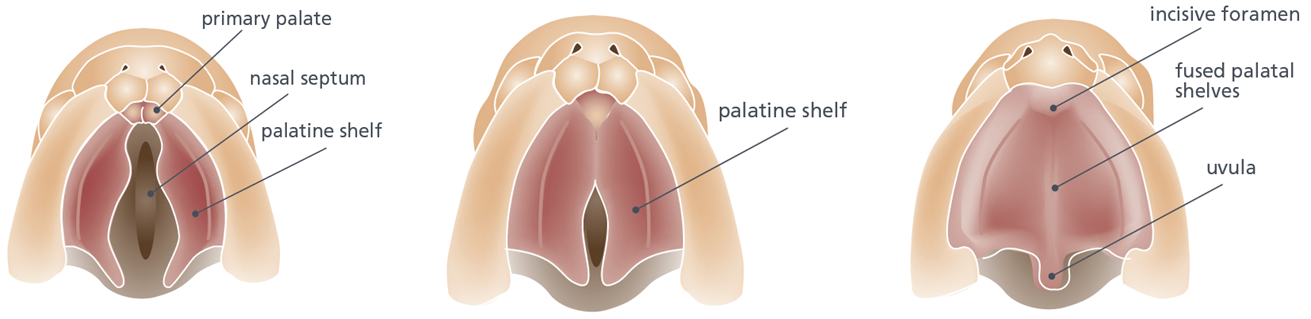 primary palate
nasal septum
palatine shelf
palatine shelf
incisive foramen
fused palatal
shelves
uvula